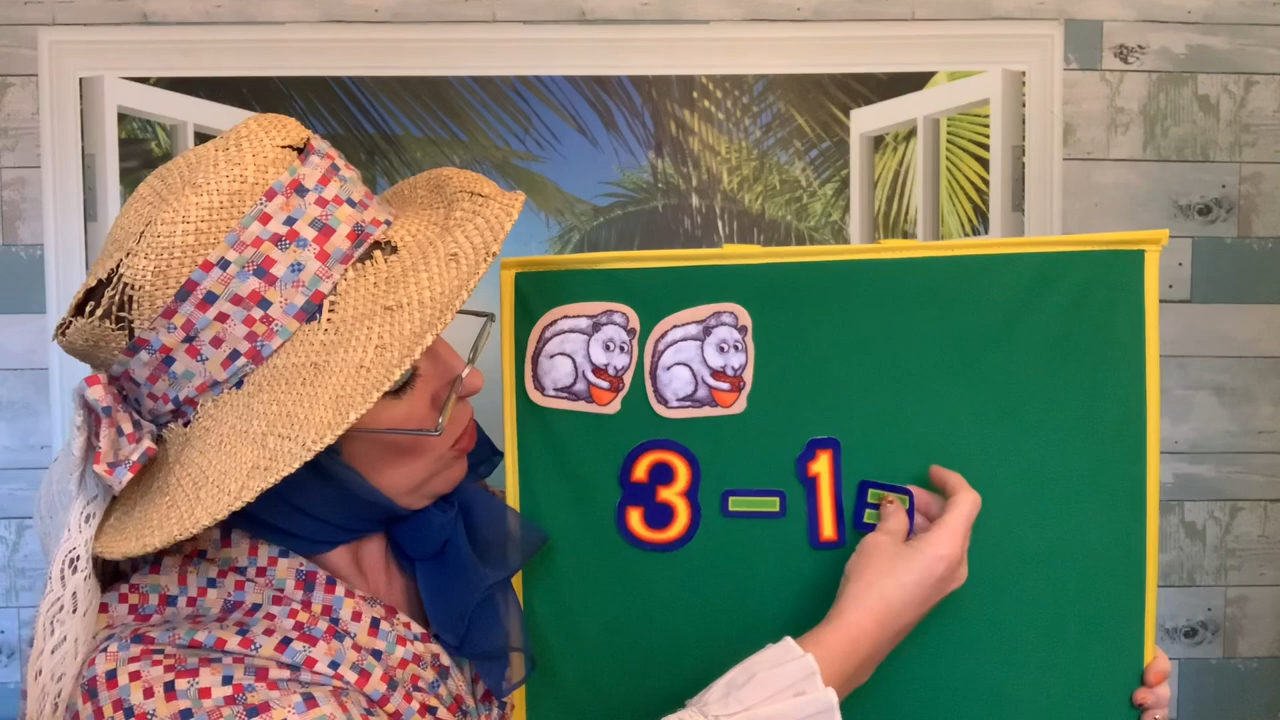 3 - 1 =